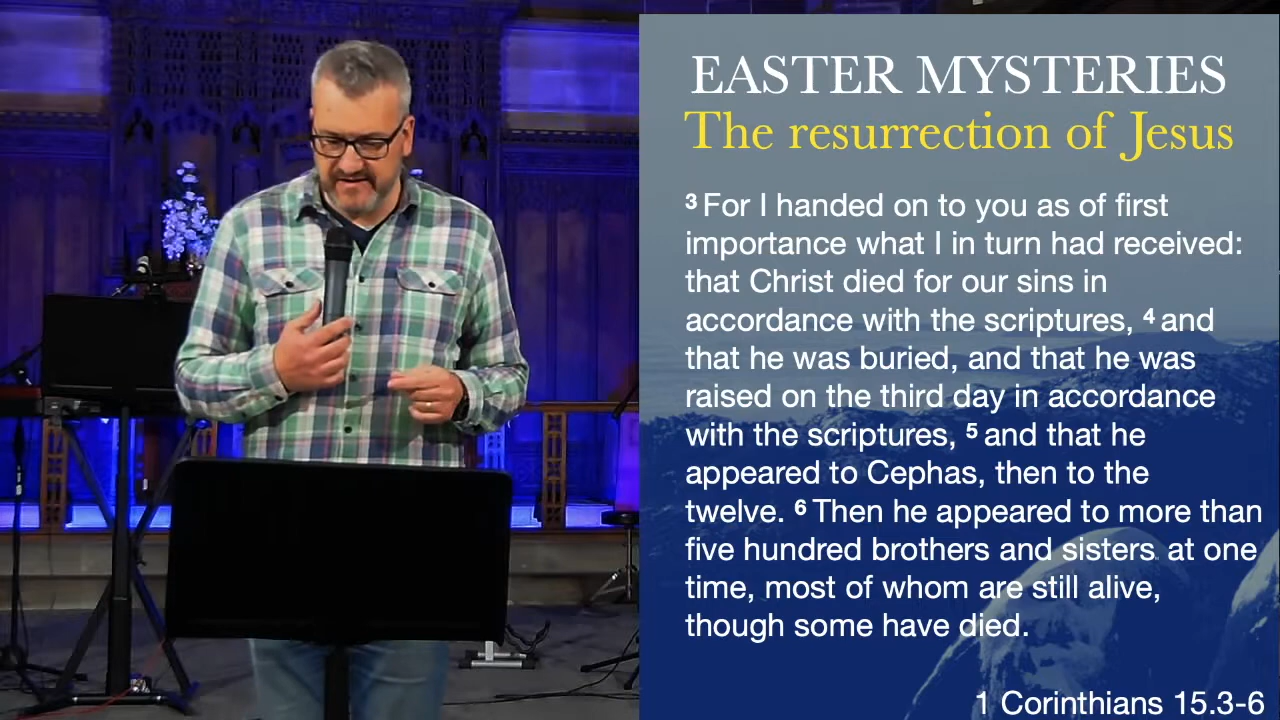 EASTER MYSTERIES
The resurrection of Jesus
³ For I handed on to you as of first
importance what I in turn had received:
that Christ died for our sins in
accordance with the scriptures, ⁴ and
that he was buried, and that he was
raised on the third day in accordance
with the scriptures, ⁵ and that he
appeared to Cephas, then to the
twelve. ⁶ Then he appeared to more than
five hundred brothers and sisters at one
time, most of whom are still alive,
though some have died.
1 Corinthians 15.3-6